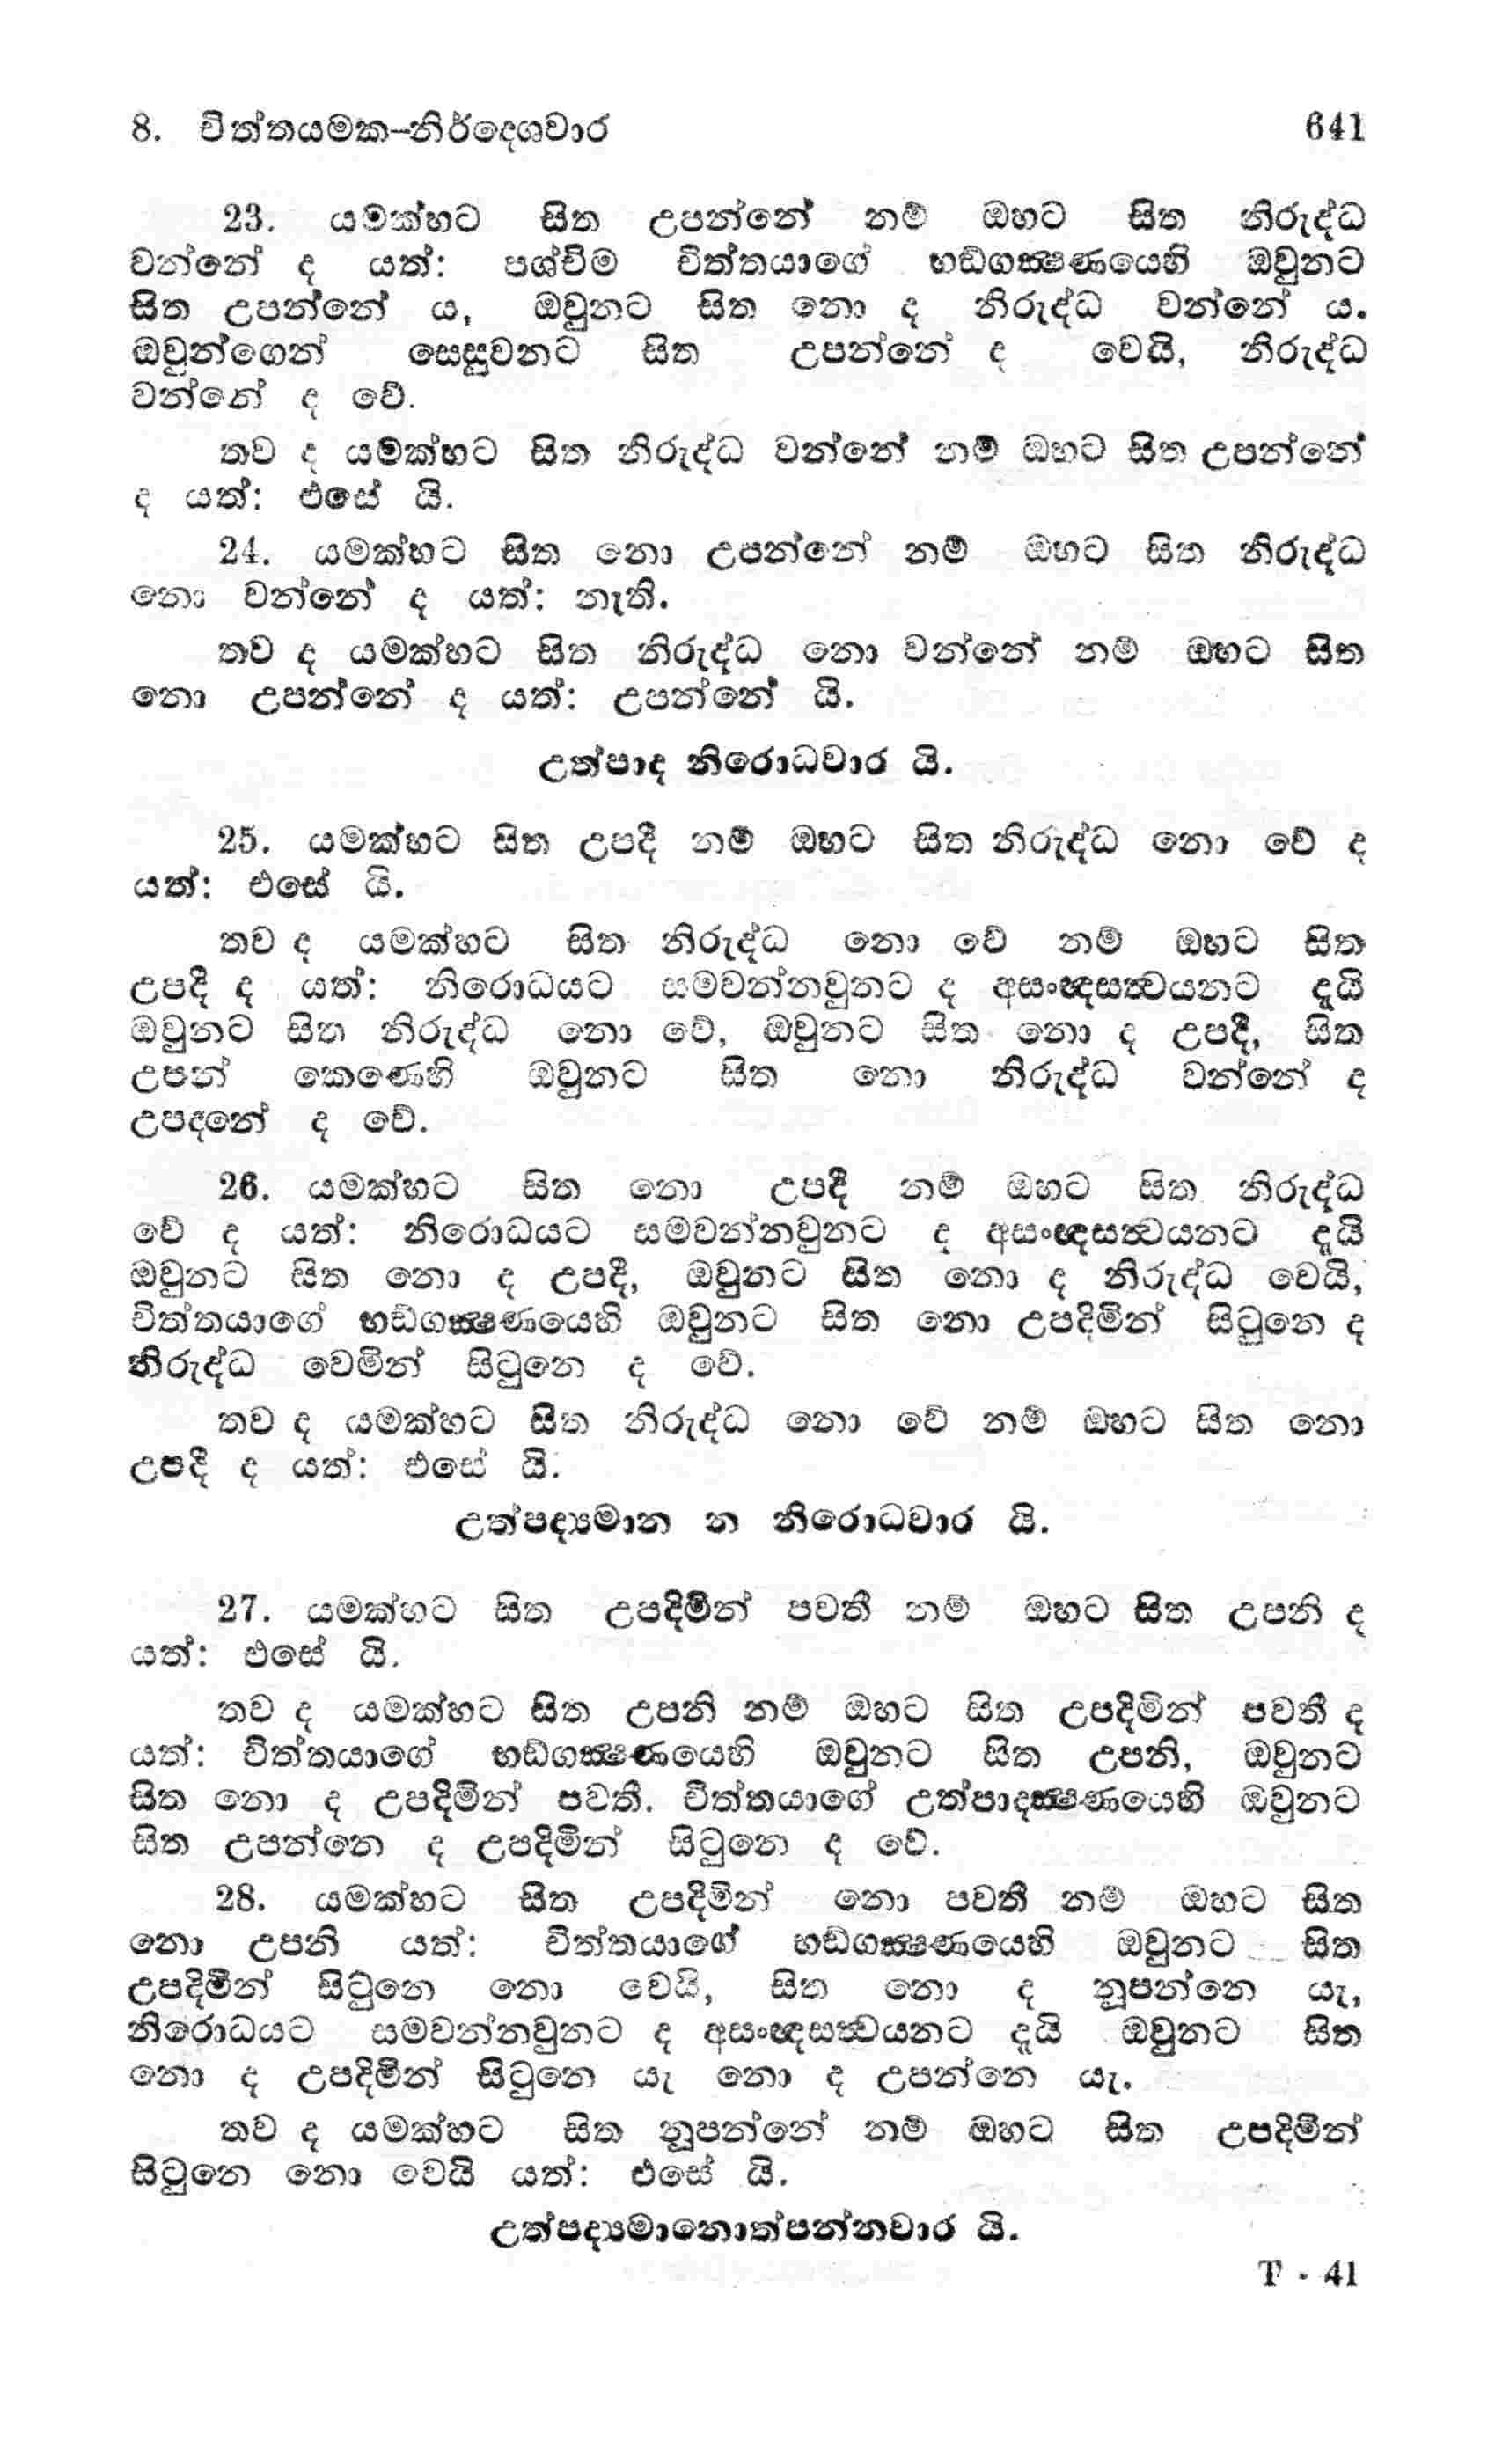 8. චිත්තයමක–නිර්දෙශවාර 641
23. යමක්හට සිත උපන්නේ නම් ඔහට සිත නිරුද්ධ
වන්නේ ද යත්: පශ්චිම චිත්තයාගේ භඞ්ගක්‍ෂණයෙහි ඔවුනට
සිත උපන්නේ ය, ඔවුනට සිත නො ද නිරුද්ධ වන්නේ ය.
ඔවුන්ගෙන් සෙසුවනට සිත උපන්නේ ද වෙයි, නිරුද්ධ
වන්නේ ද වේ.
තව ද යමක්හට සිත නිරුද්ධ වන්නේ නම් ඔහට සිත උපන්නේ
ද යත්: එසේ යි.
24. යමක්හට සිත නො උපන්නේ නම් ඔහට සිත නිරුද්ධ
නො වන්නේ ද යත්: නැති.
තව ද යමක්හට සිත නිරුද්ධ නො වන්නේ නම් ඔහට සිත
නො උපන්නේ ද යත්: උපන්නේ යි.
උත්පාද නිරොධවාර යි.
25. යමක්හට සිත උපදී නම් ඔහට සිත නිරුද්ධ නො වේ ද
යත්: එසේ යි.
තව ද යමක්හට සිත නිරුද්ධ නො වේ නම් ඔහට සිත
උපදී ද යත්: නිරොධයට සමවන්නවුනට ද අසංඥසත්‍වයනට දැයි
ඔවුනට සිත නිරුද්ධ නො වේ, ඔවුනට සිත නො ද උපදී, සිත
උපන් කෙණෙහි ඔවුනට සිත නො නිරුද්ධ වන්නේ ද
උපදනේ ද වේ.
26. යමක්හට සිත නො උපදී නම් ඔහට සිත නිරුද්ධ
වේ ද යත්: නිරොධයට සමවන්නවුනට ද අසංඥසත්‍වයනට දැයි
ඔවුනට සිත නො ද උපදී, ඔවුනට සිත නො ද නිරුද්ධ වෙයි,
චිත්තයාගේ භඞ්ගක්‍ෂණයෙහි ඔවුනට සිත නො උපදිමින් සිටුනෙ ද
නිරුද්ධ වෙමින් සිටුනෙ ද වේ.
තව ද යමක්හට සිත නිරුද්ධ නො වේ නම් ඔහට සිත නො
උපදී ද යත්: එසේ යි.
උත්පද්‍යමාන න නිරොධවාර යි.
27. යමක්හට සිත උපදිමින් පවතී නම් ඔහට සිත උපනි ද
යත්: එසේ යි.
තව ද යමක්හට සිත උපනි නම් ඔහට සිත උපදිමින් පවතී ද
යත්: චිත්තයාගේ භඞ්ගක්‍ෂණයෙහි ඔවුනට සිත උපනි, ඔවුනට
සිත නො ද උපදිමින් පවතී. චිත්තයාගේ උත්පාදක්‍ෂණයෙහි ඔවුනට
සිත උපන්නෙ ද උපදිමින් සිටුනෙ ද වේ.
28. යමක්හට සිත උපදිමින් නො පවතී නම් ඔහට සිත
නො උපනි යත්: චිත්තයාගේ භඞ්ගක්‍ෂණයෙහි ඔවුනට සිත
උපදිමින් සිටුනෙ නො වෙයි, සිත නො ද නූපන්නෙ යැ,
නිරොධයට සමවන්නවුනට ද අසංඥසත්‍වයනට දැයි ඔවුනට සිත
නො ද උපදිමින් සිටුනෙ යැ නො ද උපන්නෙ යැ.
තව ද යමක්හට සිත නූපන්නේ නම් ඔහට සිත උපදිමින්
සිටුනෙ නො වෙයි යත්: එසේ යි.
උත්පද්‍යමානොත්පන්නවාර යි.
T - 41